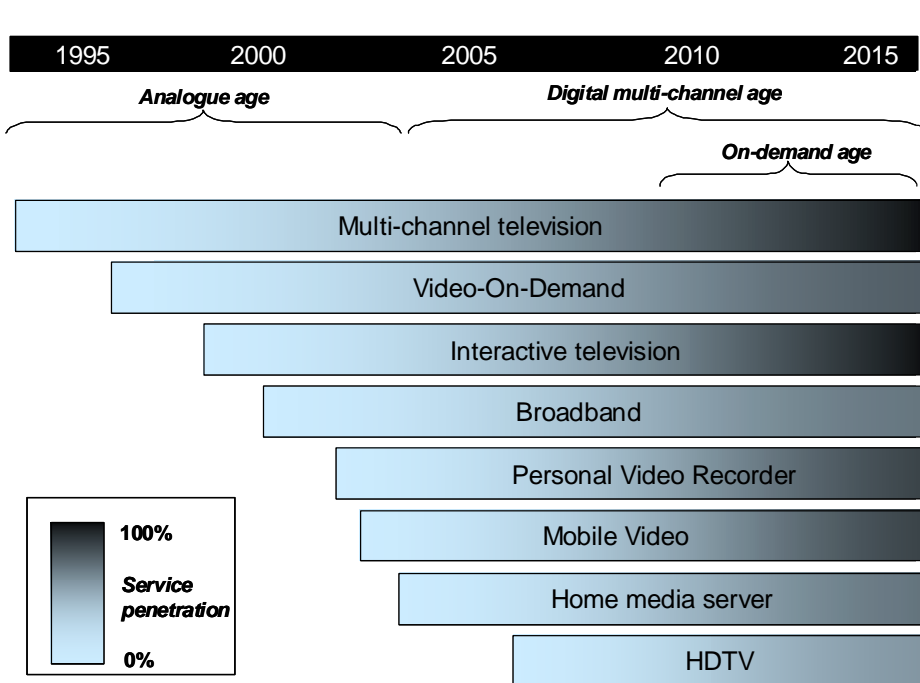 1995 2000 2005 2010 2015
Analogue age
Digital multi-channel age
On-demand age
Multi-channel television
Video-On-Demand
Interactive television
Broadband
Personal Video Recorder
Mobile Video
Home media server
HDTV
100%
Service
penetration
0%